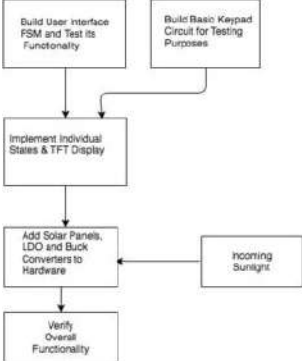 Build User Interface
FSM and Test its
Functionality
Build Basic Keypad
Circuit for Testing
Purposes
Implement Individual
States & TFT Display
Add Solar Panels,
LDO and Buck
Converters to
Hardware
Incoming
Sunlight
Verify
Overall
Functionality